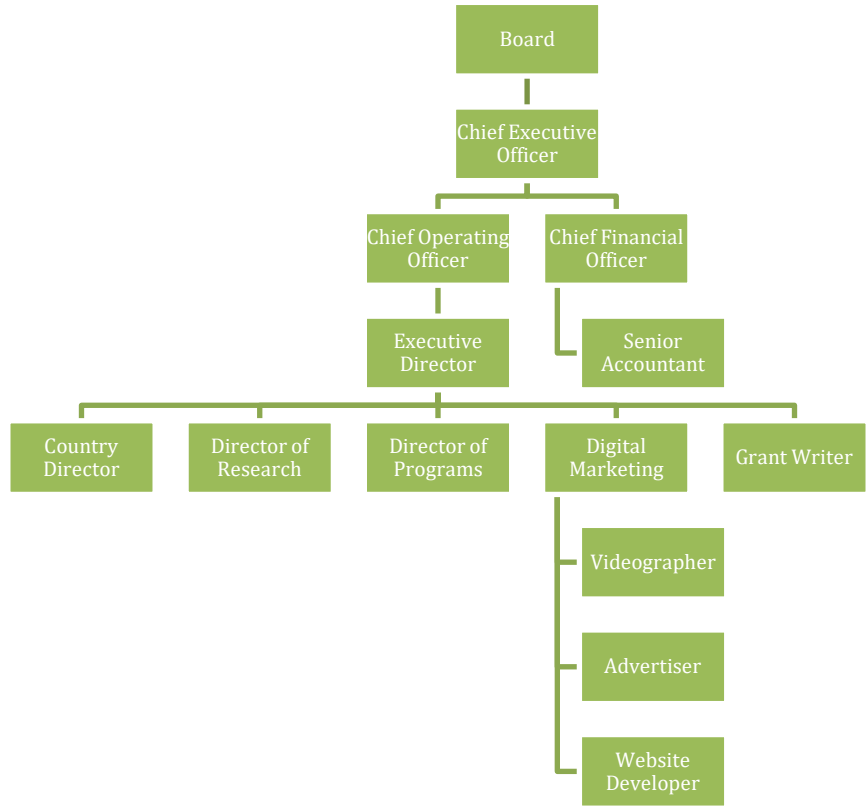 Board
Chief Executive
Officer
Chief Operating
Officer
Chief Financial
Officer
Executive
Director
Senior
Accountant
Country
Director
Director of
Research
Director of
Programs
Digital
Marketing
Grant Writer
Videographer
Advertiser
Website
Developer